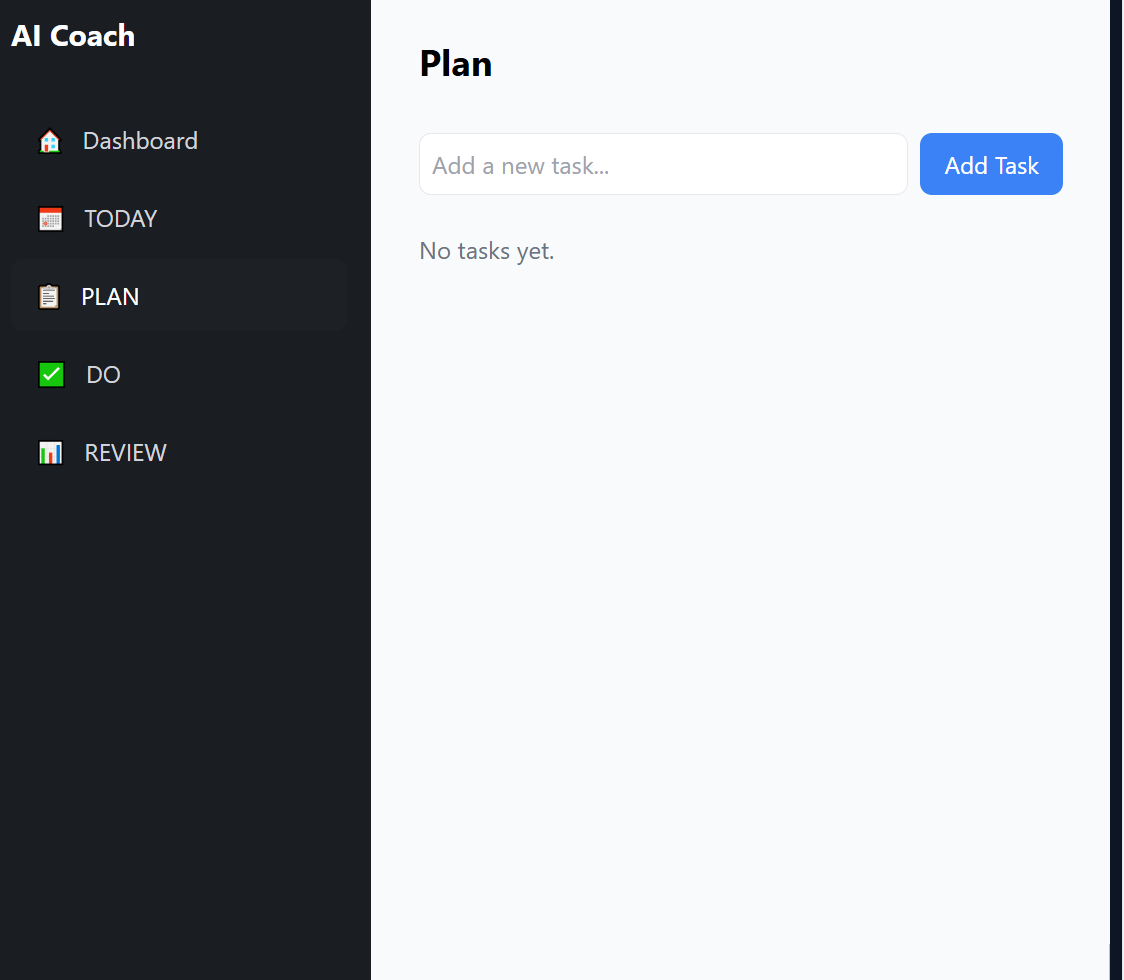 AI Coach
Dashboard
TODAY
PLAN
DO
REVIEW
Plan
Add a new task...
Add Task
No tasks yet.